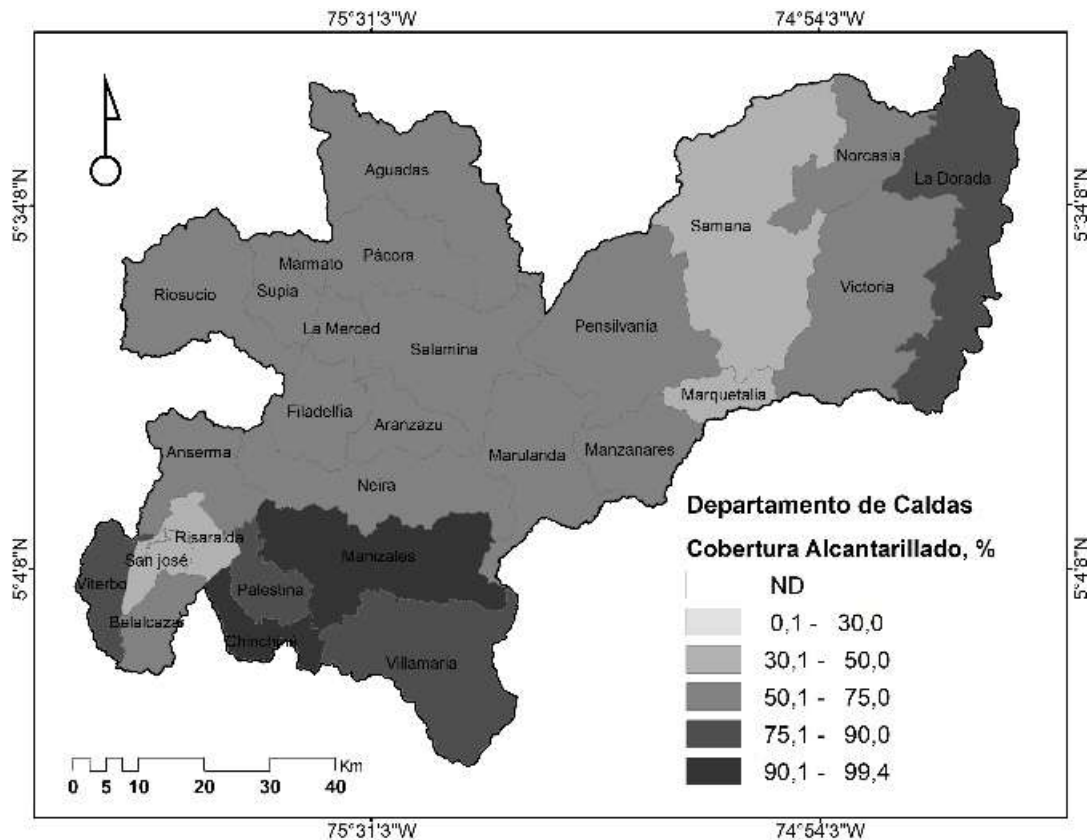 75°31'3"W 74°54'3"W
5°34'8"N 5°34'8"N
Aguadas
Norcasia
La Dorada
Samana
Pácora
Marmato
Riosucio
Supia
Victoria
La Merced
Pensilvania
Salamina
Marquetalia
Filadelfia
Aranzazu
Anserma
Marulanda
Manzanares
Neira
Risaralda
San josé
Manizales
Viterbo
Palestina
Belalcazar
Chinchiná
Villamaria
5°4'8"N 5°4'8"N
Departamento de Caldas
Cobertura Alcantarillado, %
ND
0,1 - 30,0
30,1 - 50,0
50,1 - 75,0
75,1 - 90,0
90,1 - 99,4
Km
0 5 10 20 30 40
75°31'3"W 74°54'3"W